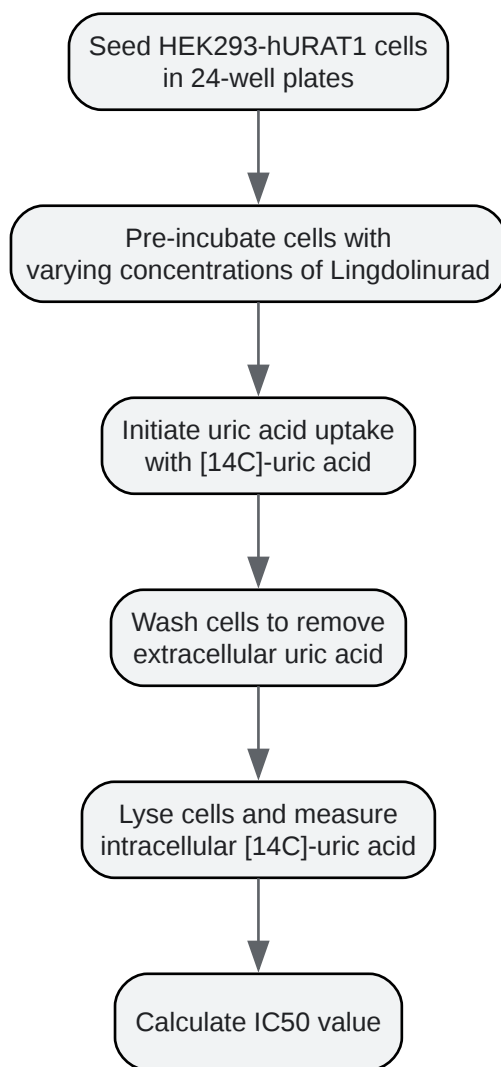 Seed HEK293-hURAT1 cells
in 24-well plates
Pre-incubate cells with
varying concentrations of Lingdolinurad
Initiate uric acid uptake
with [14C]-uric acid
Wash cells to remove
extracellular uric acid
Lyse cells and measure
intracellular [14C]-uric acid
Calculate IC50 value